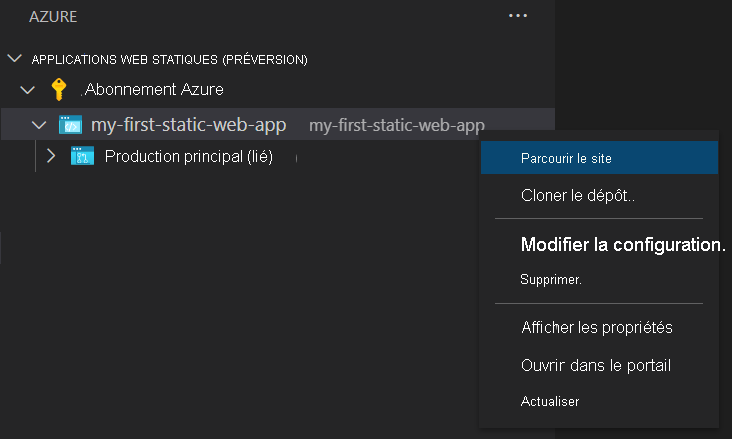 AZURE
APPLICATIONS WEB STATIQUES (PRÉVERSION)
.Abonnement Azure
my-first-static-web-app my-first-static-web-app
Production principal (lié)
Parcourir le site
Cloner le dépôt..
Modifier la configuration.
Supprimer.
Afficher les propriétés
Ouvrir dans le portail
Actualiser